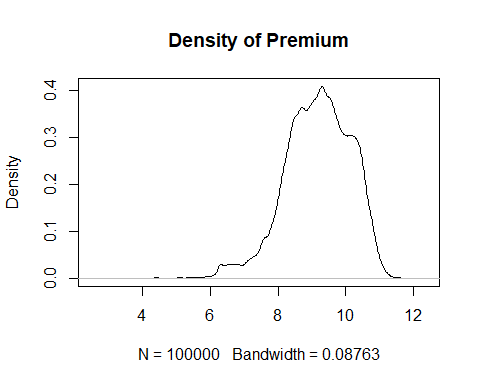 Density of Premium
Density
0.0 0.1 0.2 0.3 0.4
4 6 8 10 12
N = 100000 Bandwidth = 0.08763